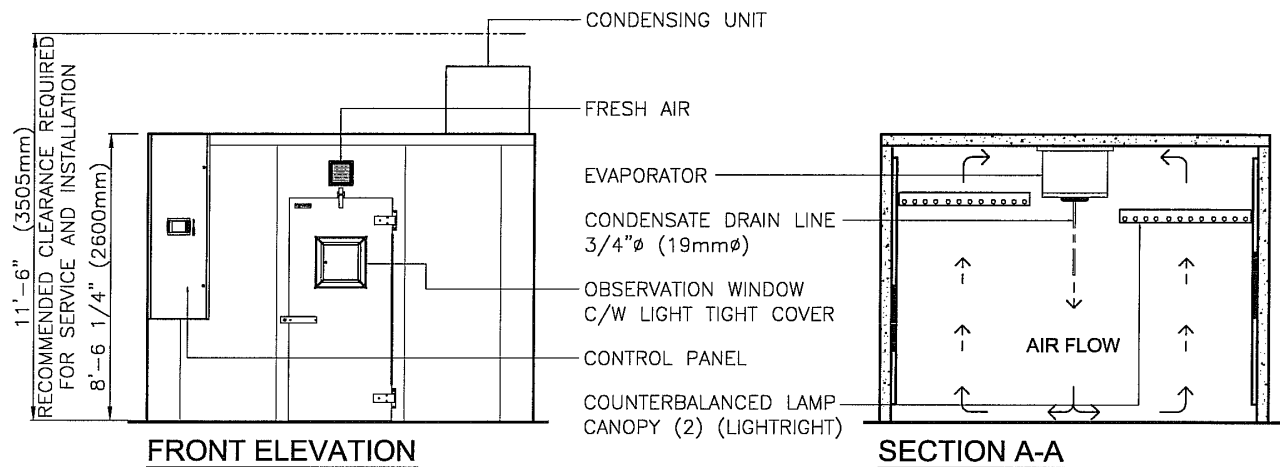 11'-6" (3505mm)
RECOMMENDED CLEARANCE REQUIRED
FOR SERVICE AND INSTALLATION
8'-6 1/4" (2600mm)
CONDENSING UNIT
FRESH AIR
EVAPORATOR
CONDENSATE DRAIN LINE
3/4"ø (19mmø)
OBSERVATION WINDOW
C/W LIGHT TIGHT COVER
CONTROL PANEL
COUNTERBALANCED LAMP
CANOPY (2) (LIGHTRIGHT)
AIR FLOW
FRONT ELEVATION
SECTION A-A